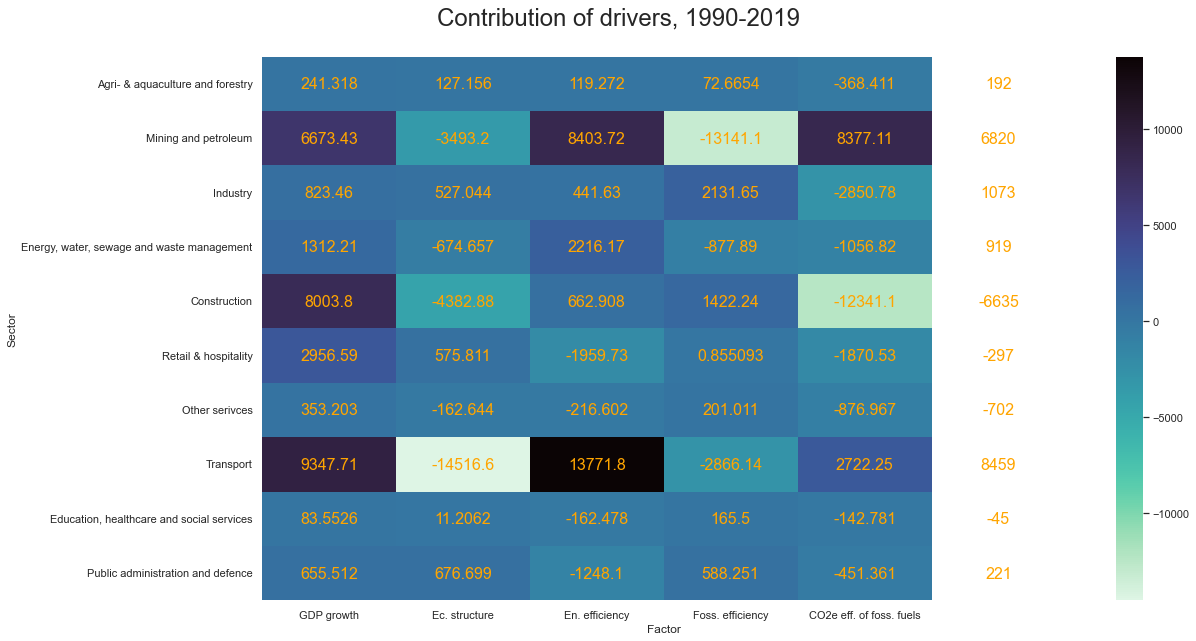 Contribution of drivers, 1990-2019
Agri- & aquaculture and forestry 241.318 127.156 119.272 72.6654 -368.411 192
Mining and petroleum 6673.43 -3493.2 8403.72 -13141.1 8377.11 6820
Industry 823.46 527.044 441.63 2131.65 -2850.78 1073
Energy, water, sewage and waste management 1312.21 -674.657 2216.17 -877.89 -1056.82 919
Construction 8003.8 -4382.88 662.908 1422.24 -12341.1 -6635
Retail & hospitality 2956.59 575.811 -1959.73 0.855093 -1870.53 -297
Other serivces 353.203 -162.644 -216.602 201.011 -876.967 -702
Transport 9347.71 -14516.6 13771.8 -2866.14 2722.25 8459
Education, healthcare and social services 83.5526 11.2062 -162.478 165.5 -142.781 -45
Public administration and defence 655.512 676.699 -1248.1 588.251 -451.361 221
GDP growth Ec. structure En. efficiency Foss. efficiency CO2e eff. of foss. fuels
Factor
Sector
10000
5000
0
−5000
−10000